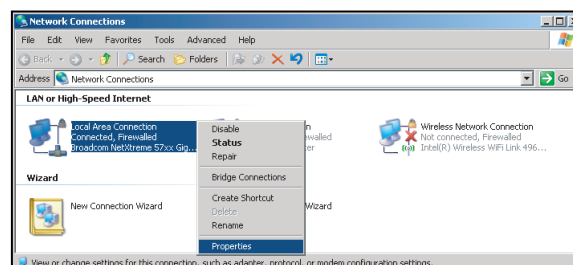 Network Connections
File Edit View Favorites Tools Advanced Help
Back Search Folders
Address Network Connections Go
LAN or High-Speed Internet
Local Area Connection
Connected, Firewalled
Broadcom NetXtreme 57xx Gig...
Disable
Status
Repair
Bridge Connections
Create Shortcut
Delete
Rename
Properties
Wireless Network Connection
Not connected, Firewalled
Intel(R) Wireless WiFi Link 496...
Wizard
New Connection Wizard
Wizard
View or change settings for this connection, such as adapter, protocol, or modem configuration settings.